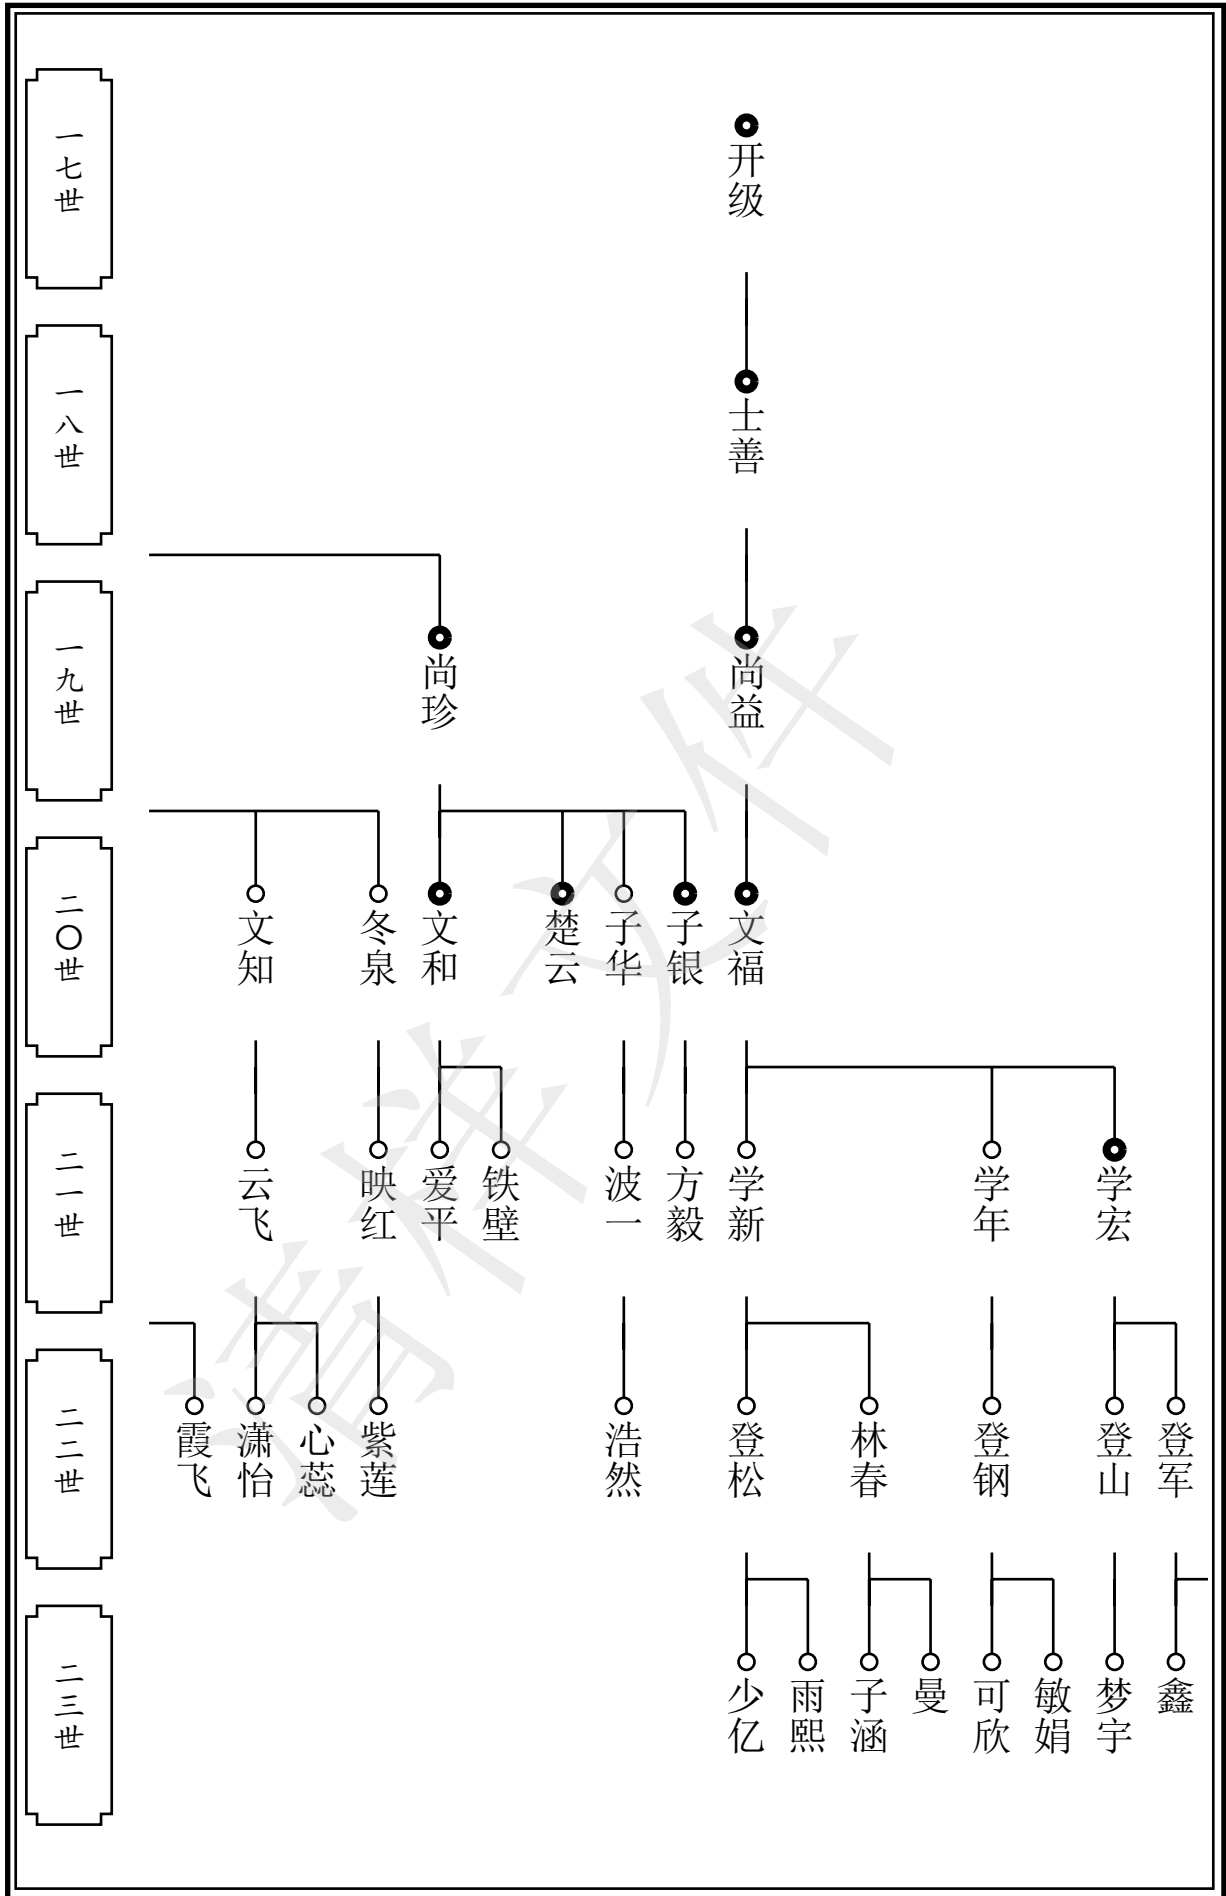 一七世
开级
一八世
士善
一九世
尚珍
尚益
二〇世
文知
冬泉
文和
楚云
子华
子银
文福
二一世
云飞
映红
爱平
铁壁
波一
方毅
学新
学年
学宏
二二世
霞飞
潇怡
心蕊
紫莲
浩然
登松
林春
登钢
登山
登军
二三世
少亿
雨熙
子涵
曼
可欣
敏娟
梦宇
鑫
清样文件